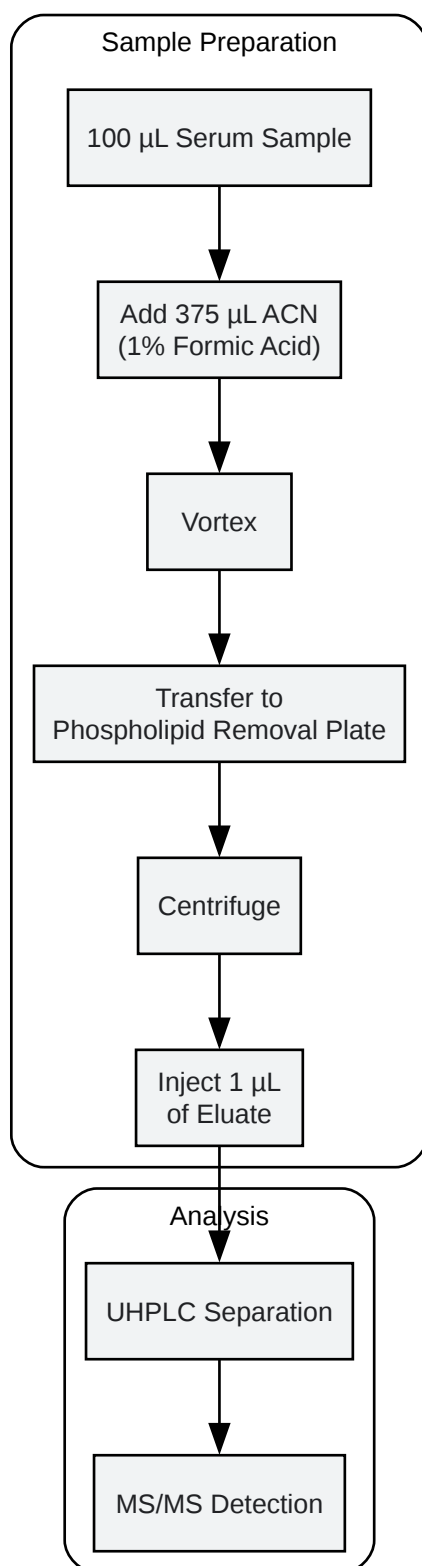 Sample Preparation
100 µL Serum Sample
Add 375 µL ACN
(1% Formic Acid)
Vortex
Transfer to
Phospholipid Removal Plate
Centrifuge
Inject 1 µL
of Eluate
Analysis
UHPLC Separation
MS/MS Detection